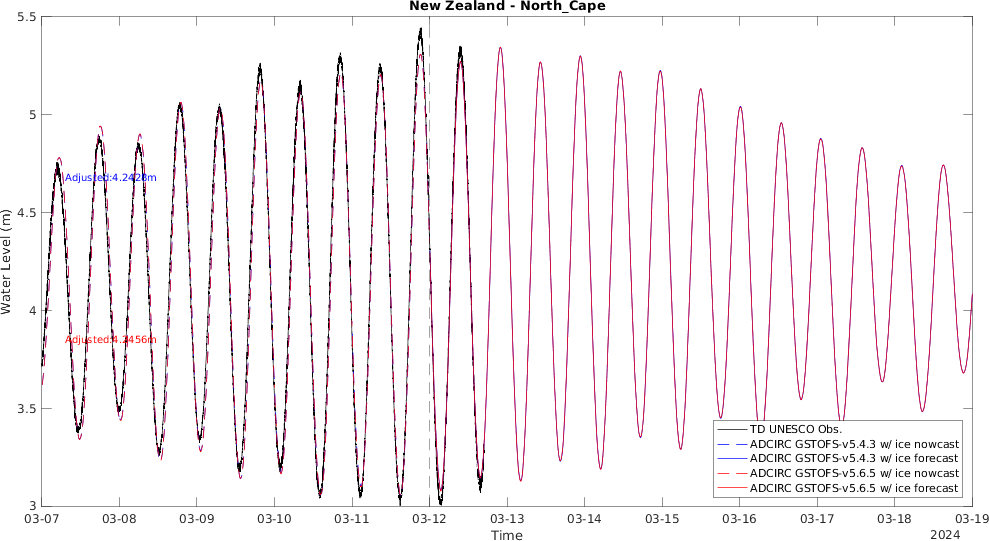 New Zealand - North_Cape
5.5
5
4.5
4
3.5
3
Water Level (m)
Adjusted:4.2428m
Adjusted:4.2456m
TD UNESCO Obs.
ADCIRC GSTOFS-v5.4.3 w/ ice nowcast
ADCIRC GSTOFS-v5.4.3 w/ ice forecast
ADCIRC GSTOFS-v5.6.5 w/ ice nowcast
ADCIRC GSTOFS-v5.6.5 w/ ice forecast
03-07 03-08 03-09 03-10 03-11 03-12 03-13 03-14 03-15 03-16 03-17 03-18 03-19
Time
2024